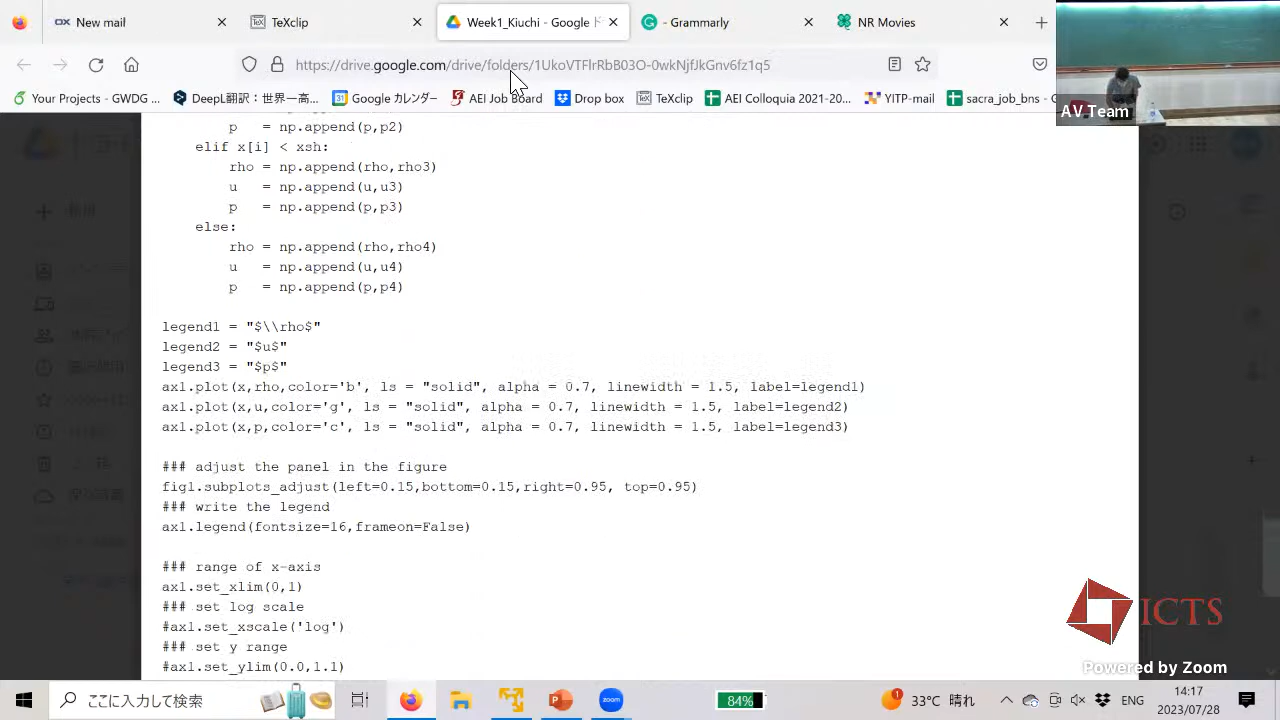 New mail
TeXclip
Week1_Kiuchi - Google ド
Grammarly
NR Movies
https://drive.google.com/drive/folders/1UkoVTFlrRbB03O-0wkNjfJkGnv6fz1q5
Your Projects - GWDG ...
DeepL翻訳：世界一高...
Google カレンダー
AEI Job Board
Drop box
TeXclip
AEI Colloquia 2021-20...
YITP-mail
sacra_job_bns - G
AV Team
p = np.append(p,p2)
elif x[i] < xsh:
rho = np.append(rho,rho3)
u = np.append(u,u3)
p = np.append(p,p3)
else:
rho = np.append(rho,rho4)
u = np.append(u,u4)
p = np.append(p,p4)
legend1 = "$\\rho$"
legend2 = "$u$"
legend3 = "$p$"
ax1.plot(x,rho,color='b', ls = "solid", alpha = 0.7, linewidth = 1.5, label=legend1)
ax1.plot(x,u,color='g', ls = "solid", alpha = 0.7, linewidth = 1.5, label=legend2)
ax1.plot(x,p,color='c', ls = "solid", alpha = 0.7, linewidth = 1.5, label=legend3)
### adjust the panel in the figure
fig1.subplots_adjust(left=0.15,bottom=0.15,right=0.95, top=0.95)
### write the legend
ax1.legend(fontsize=16,frameon=False)
### range of x-axis
ax1.set_xlim(0,1)
### set log scale
#ax1.set_xscale('log')
### set y range
#ax1.set_ylim(0.0,1.1)
ICTS
Powered by Zoom
ここに入力して検索
zoom
84%
1
33°C 晴れ
ENG
14:17
2023/07/28